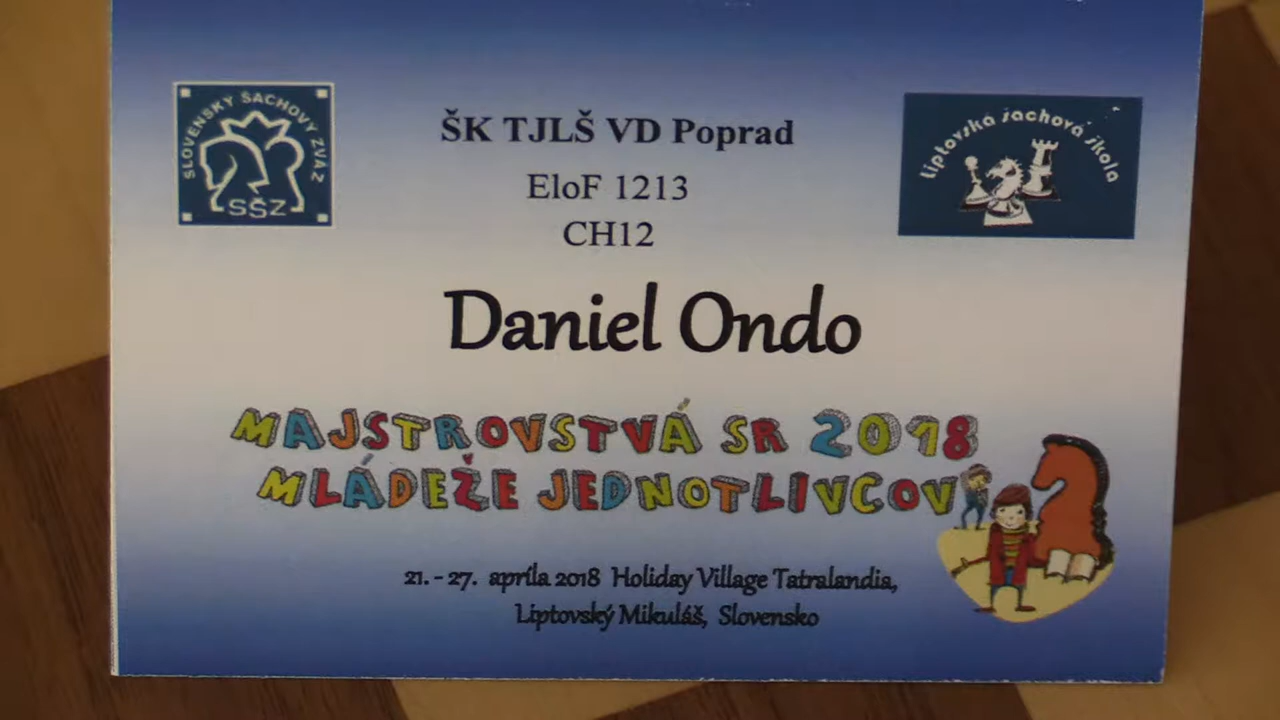 SLOVENSKÝ ŠACHOVÝ ZVÄZ
SŠZ
ŠK TJLŠ VD Poprad
EloF 1213
CH12
Liptovská šachová škola
Daniel Ondo
MAJSTROVSTVÁ SR 2018
MLÁDEŽE JEDNOTLIVCOV
21. - 27. apríla 2018 Holiday Village Tatralandia,
Liptovský Mikuláš, Slovensko